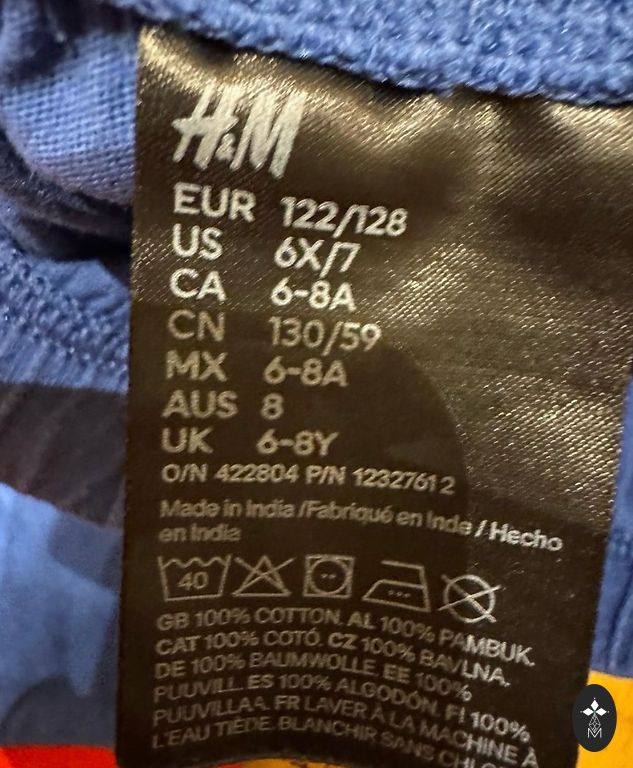 H&M
EUR 122/128
US 6X/7
CA 6-8A
CN 130/59
MX 6-8A
AUS 8
UK 6-8Y
O/N 422804 P/N 1232761 2
Made in India /Fabriqué en Inde / Hecho
en India
40
GB 100% COTTON. AL 100% PAMBUK.
CAT 100% COTÓ. CZ 100% BAVLNA.
DE 100% BAUMWOLLE. EE 100%
PUUVILL. ES 100% ALGODÓN. FI 100%
PUUVILLAA. FR LAVER À LA MACHINE À
L'EAU TIÈDE. BLANCHIR SANS
M